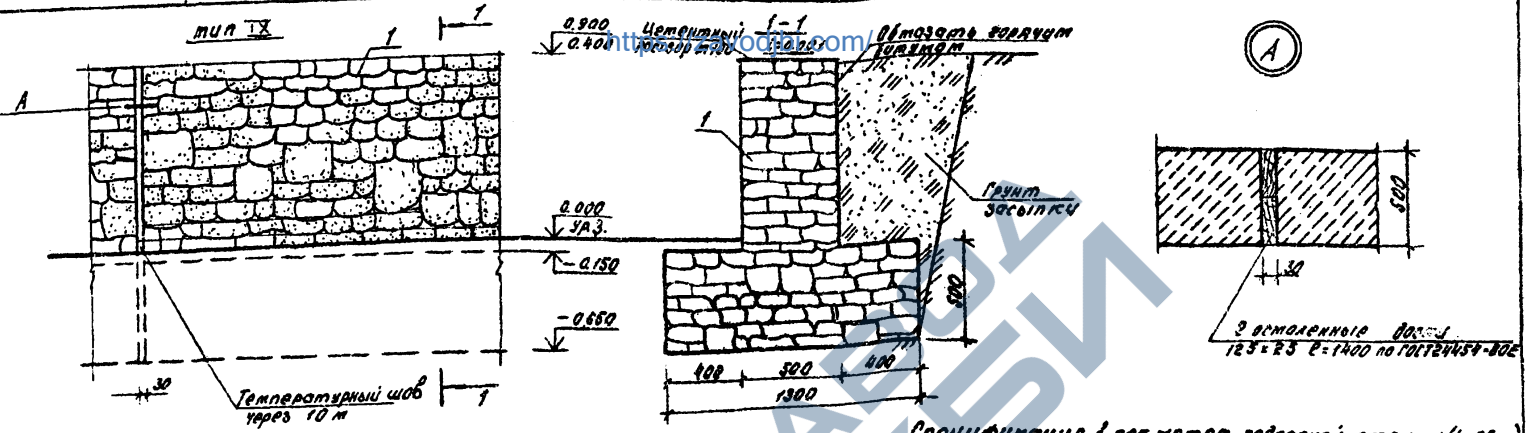 тип IX
1
1
А
0.900
0.400
0.000
ур.з.
-0.150
-0.650
30
Температурный шов
через 10 м
1
1-1
Цементный
https://zavodjbi.com/
Обмазать горячим
битумом
1
Грунт
засыпки
500
400
500
400
1300
А
500
30
2 осмоленные доски
125×25 ℓ=1400 по ГОСТ24454-80Е
ЗАВОД
ЖБИ